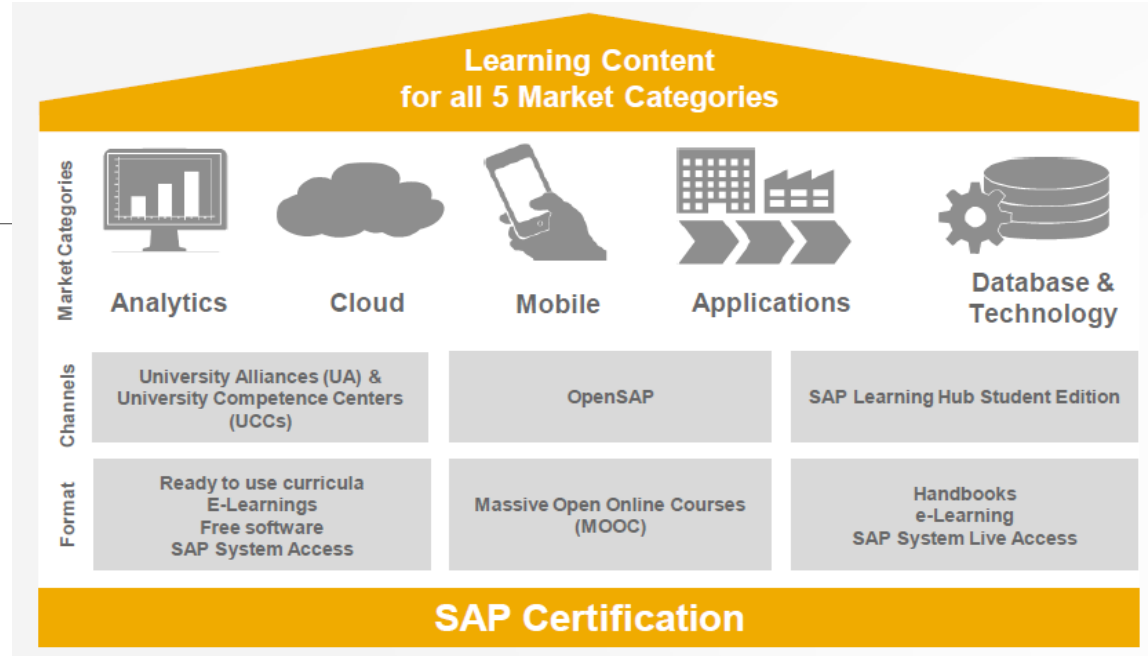 Learning Content
for all 5 Market Categories
Market Categories
Analytics
Cloud
Mobile
Applications
Database &
Technology
Channels
University Alliances (UA) &
University Competence Centers
(UCCs)
OpenSAP
SAP Learning Hub Student Edition
Format
Ready to use curricula
E-Learnings
Free software
SAP System Access
Massive Open Online Courses
(MOOC)
Handbooks
e-Learning
SAP System Live Access
SAP Certification